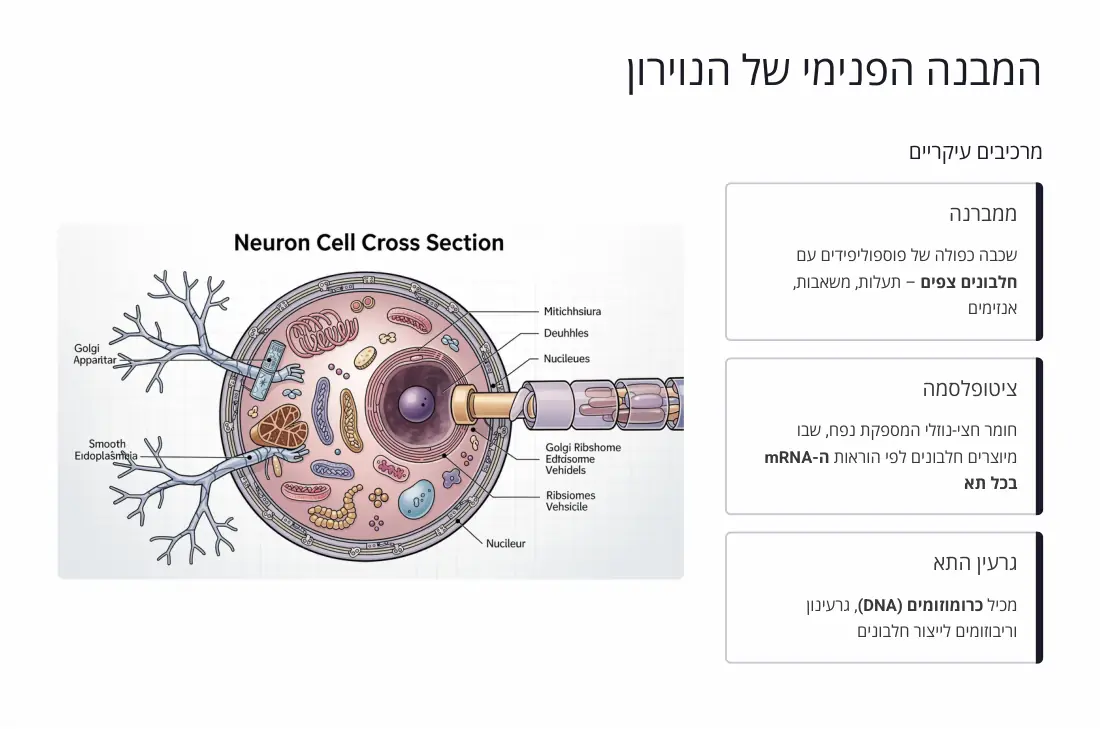 המבנה הפנימי של הנוירון
מרכיבים עיקריים
ממברנה
שכבה כפולה של פוספוליפידים עם
חלבונים צפים – תעלות, משאבות,
אנזימים
ציטופלסמה
חומר חצי-נוזלי המספקת נפח, שבו
מיוצרים חלבונים לפי הוראות ה-mRNA
בכל תא
גרעין התא
מכיל כרומוזומים (DNA), גרעינון
וריבוזומים לייצור חלבונים
Neuron Cell Cross Section
Golgi
Apparitar
Smooth
Eidoplasmhia
Mitichhsiura
Deuhhles
Nucileues
Golgi Ribshome
Edtasome
Vehidels
Ribsiomes
Vehsicile
Nucileur